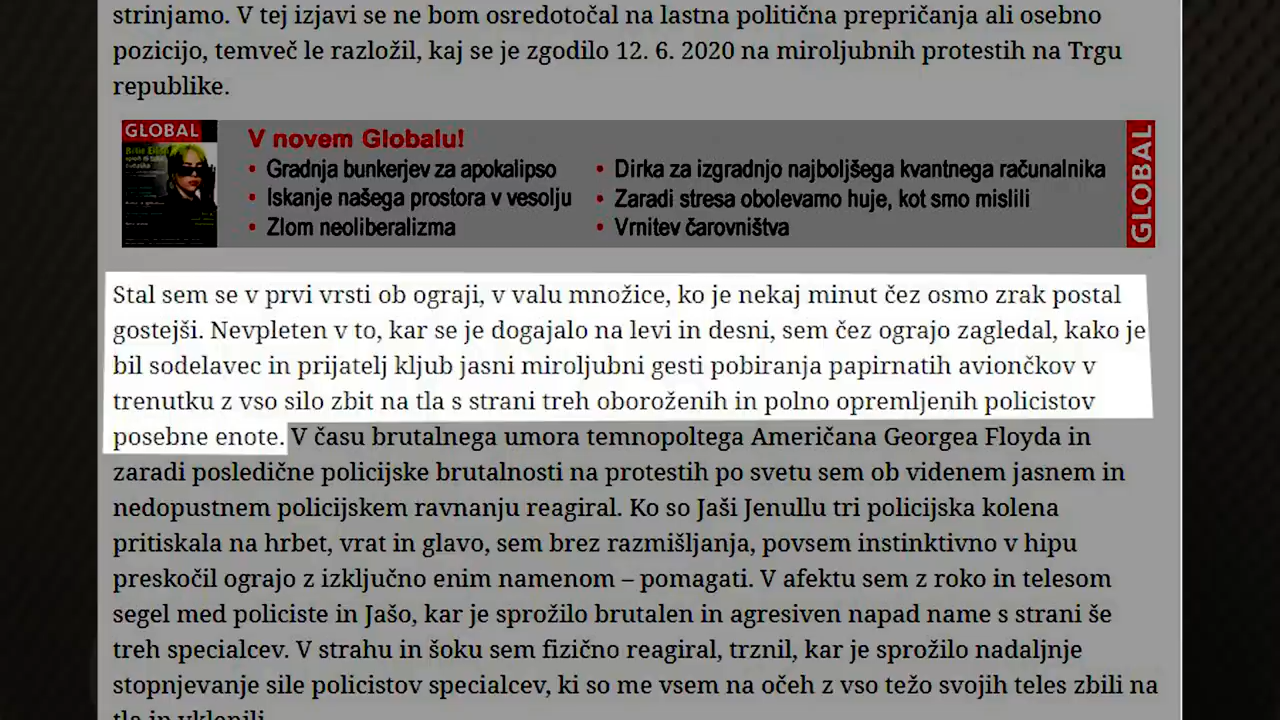 strinjamo. V tej izjavi se ne bom osredotočal na lastna politična prepričanja ali osebno
pozicijo, temveč le razložil, kaj se je zgodilo 12. 6. 2020 na miroljubnih protestih na Trgu
republike.
GLOBAL
V novem Globalu!
• Gradnja bunkerjev za apokalipso
• Iskanje našega prostora v vesolju
• Zlom neoliberalizma
• Dirka za izgradnjo najboljšega kvantnega računalnika
• Zaradi stresa obolevamo huje, kot smo mislili
• Vrnitev čarovništva
GLOBAL
Stal sem se v prvi vrsti ob ograji, v valu množice, ko je nekaj minut čez osmo zrak postal
gostejši. Nevpleten v to, kar se je dogajalo na levi in desni, sem čez ograjo zagledal, kako je
bil sodelavec in prijatelj kljub jasni miroljubni gesti pobiranja papirnatih aviončkov v
trenutku z vso silo zbit na tla s strani treh oboroženih in polno opremljenih policistov
posebne enote. V času brutalnega umora temnopoltega Američana Georgea Floyda in
zaradi posledične policijske brutalnosti na protestih po svetu sem ob videnem jasnem in
nedopustnem policijskem ravnanju reagiral. Ko so Jaši Jenullu tri policijska kolena
pritiskala na hrbet, vrat in glavo, sem brez razmišljanja, povsem instinktivno v hipu
preskočil ograjo z izključno enim namenom – pomagati. V afektu sem z roko in telesom
segel med policiste in Jašo, kar je sprožilo brutalen in agresiven napad name s strani še
treh specialcev. V strahu in šoku sem fizično reagiral, trznil, kar je sprožilo nadaljnje
stopnjevanje sile policistov specialcev, ki so me vsem na očeh z vso težo svojih teles zbili na
tla in vklenili.